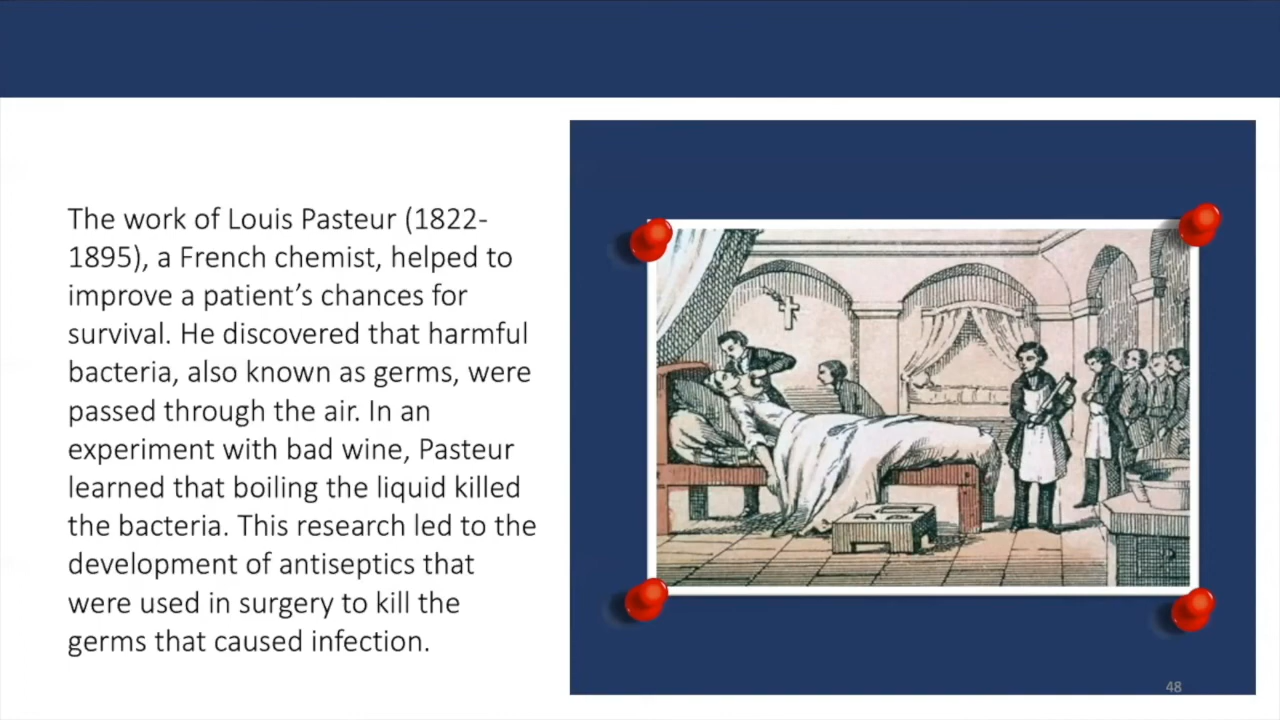 The work of Louis Pasteur (1822-
1895), a French chemist, helped to
improve a patient’s chances for
survival. He discovered that harmful
bacteria, also known as germs, were
passed through the air. In an
experiment with bad wine, Pasteur
learned that boiling the liquid killed
the bacteria. This research led to the
development of antiseptics that
were used in surgery to kill the
germs that caused infection.
48